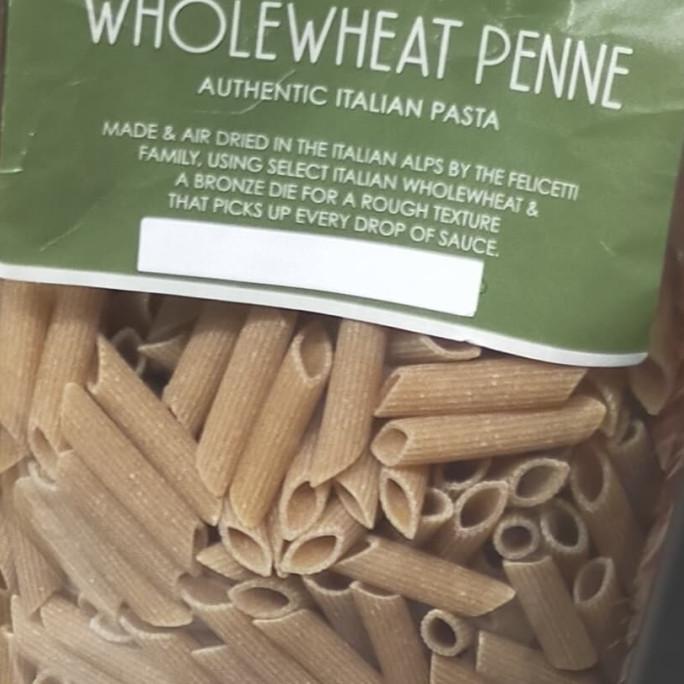 WHOLEWHEAT PENNE
AUTHENTIC ITALIAN PASTA
MADE & AIR DRIED IN THE ITALIAN ALPS BY THE FELICETTI
FAMILY, USING SELECT ITALIAN WHOLEWHEAT &
A BRONZE DIE FOR A ROUGH TEXTURE
THAT PICKS UP EVERY DROP OF SAUCE.